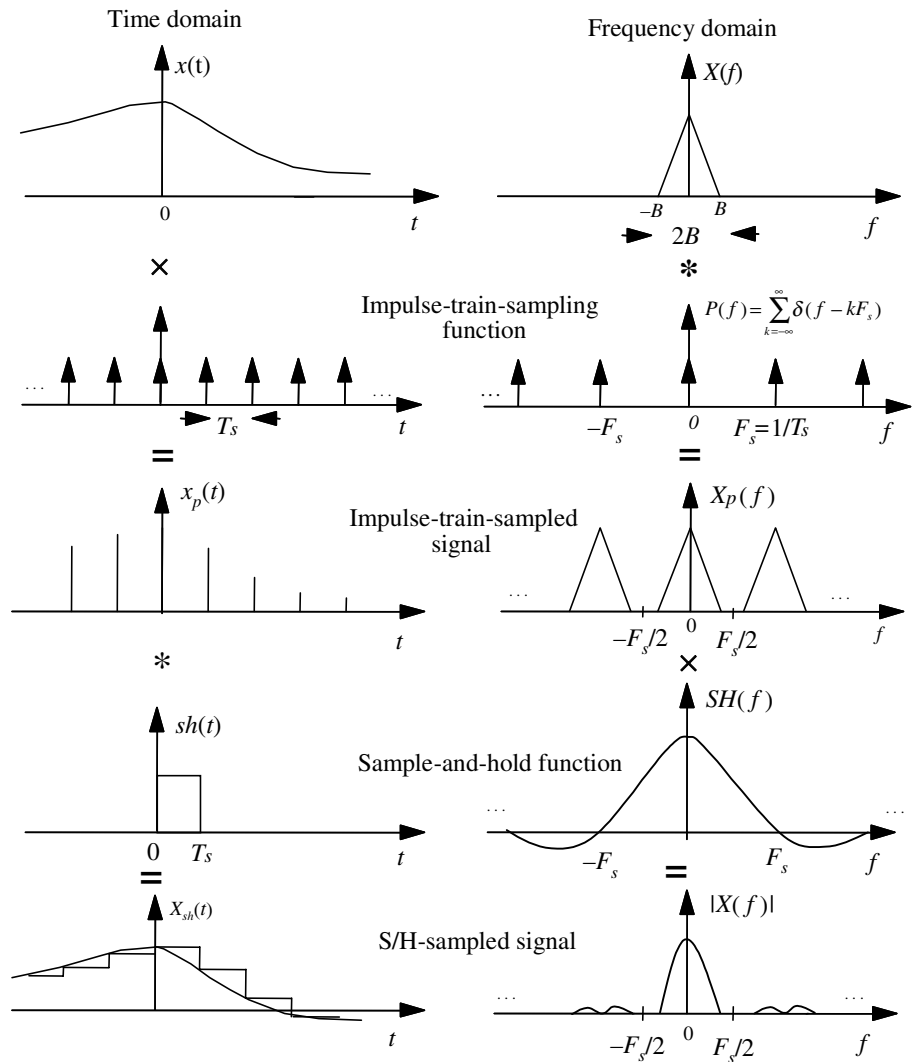 Time domain
Frequency domain
x(t)
X(f)
0
t
−B
B
2B
f
×
*
Impulse-train-sampling
function
P(f) = ∑ δ(f − kF_s)
∞
k=−∞
...
...
...
T_s
t
−F_s
0
F_s=1/T_s
f
=
=
x_p(t)
X_p(f)
Impulse-train-sampled
signal
...
...
t
−F_s/2
0
F_s/2
f
*
×
sh(t)
SH(f)
Sample-and-hold function
...
...
0
T_s
t
−F_s
F_s
f
=
=
X_sh(t)
|X(f)|
S/H-sampled signal
...
...
t
−F_s/2
0
F_s/2
f